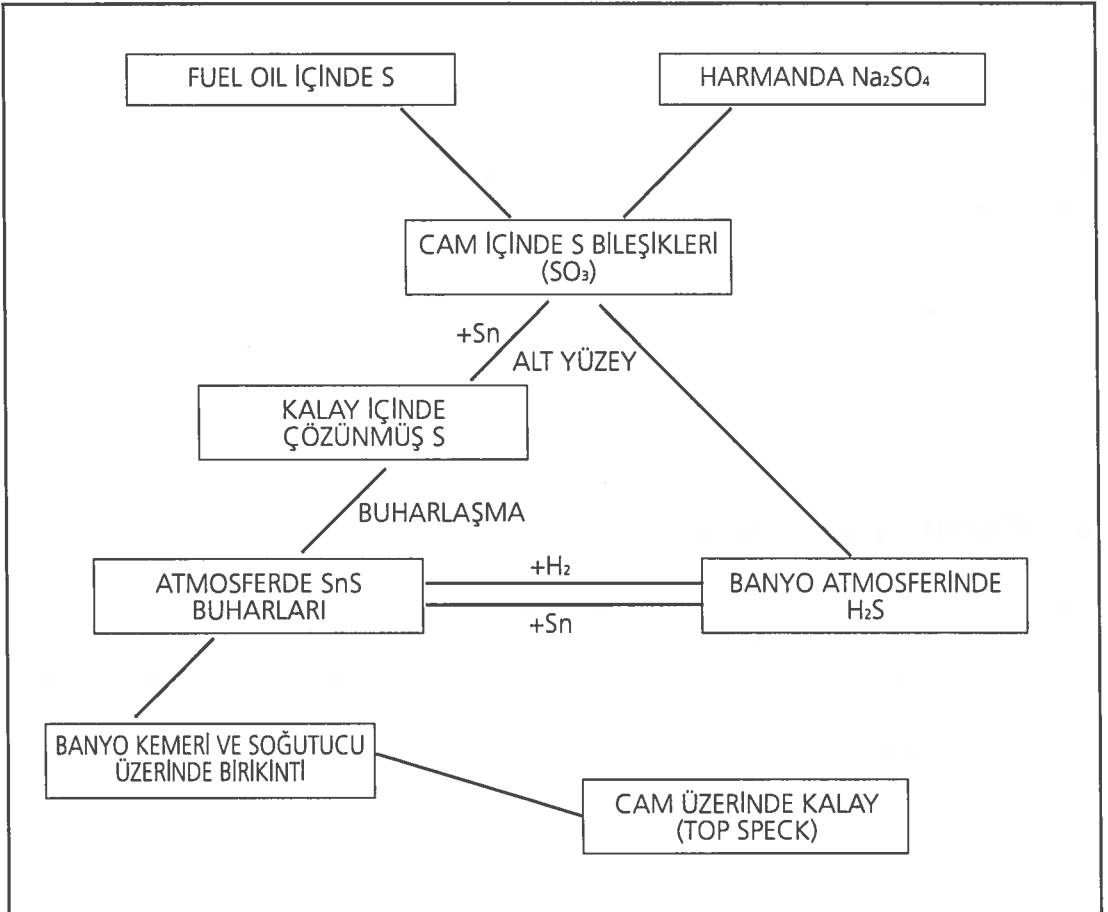 FUEL OIL İÇİNDE S
HARMANDA Na₂SO₄
CAM İÇİNDE S BİLEŞİKLERİ
(SO₃)
+Sn
ALT YÜZEY
KALAY İÇİNDE
ÇÖZÜNMÜŞ S
BUHARLAŞMA
ATMOSFERDE SnS
BUHARLARI
+H₂
+Sn
BANYO ATMOSFERİNDE
H₂S
BANYO KEMERİ VE SOĞUTUCU
ÜZERİNDE BİRİKİNTİ
CAM ÜZERİNDE KALAY
(TOP SPECK)